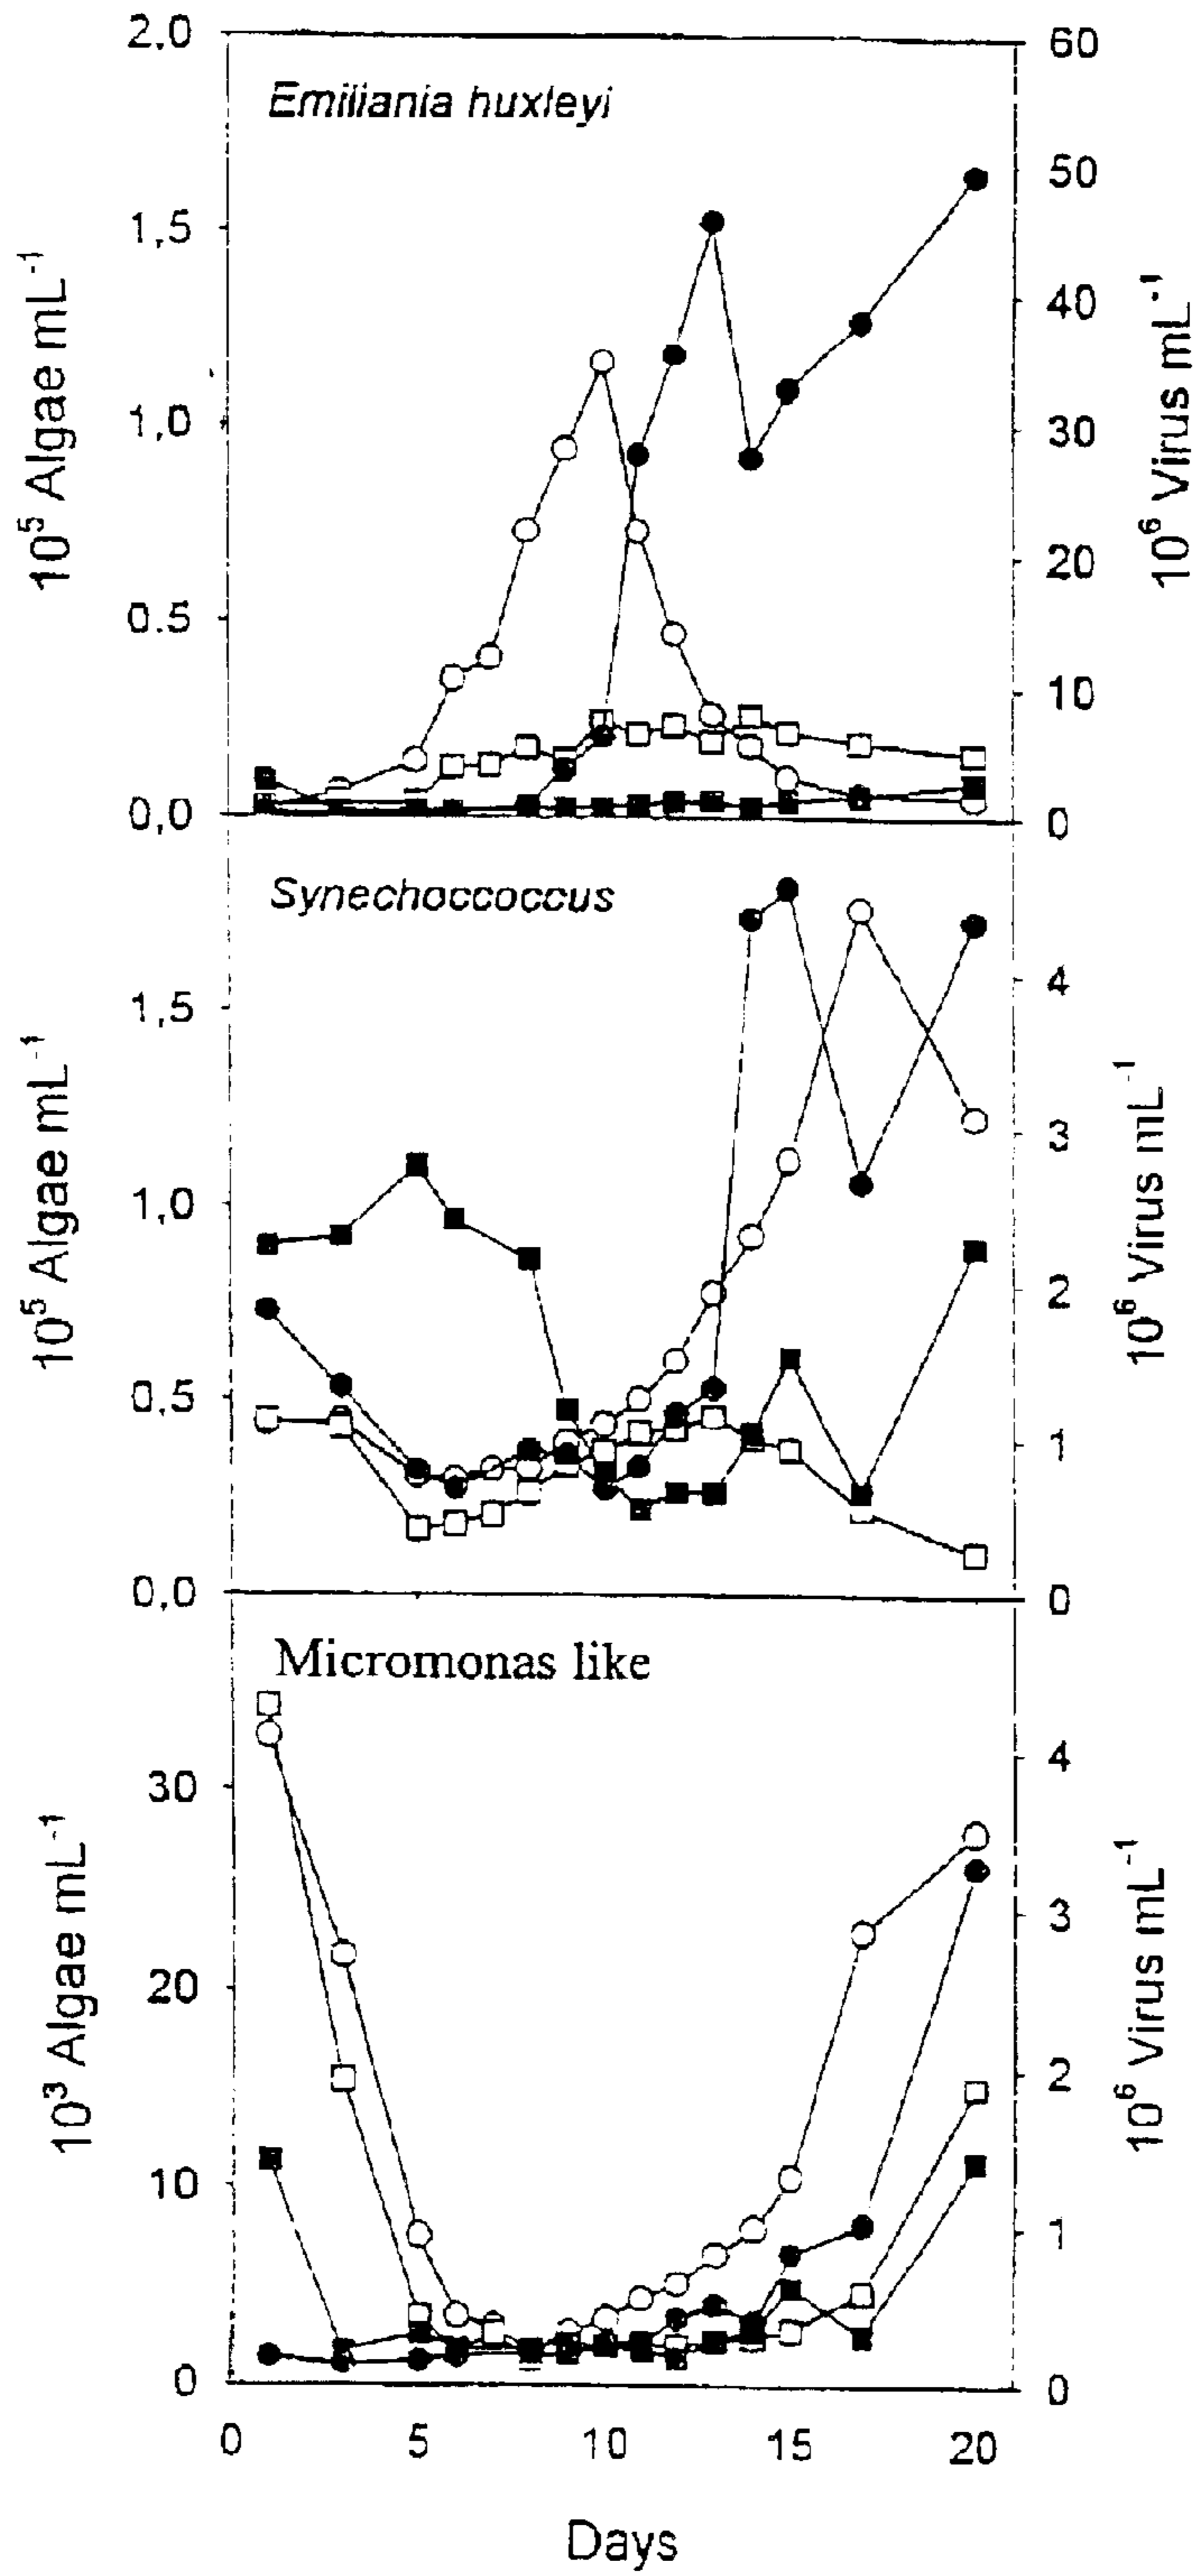 2,0
60
Emiliania huxleyi
50
1,5
40
1,0
30
20
0.5
10
0,0
0
10⁵ Algae mL⁻¹
10⁶ Virus mL⁻¹
Synechoccoccus
4
1,5
3
1,0
2
0,5
1
0,0
0
10⁵ Algae mL⁻¹
10⁶ Virus mL⁻¹
Micromonas like
4
30
3
20
2
10
1
0
0
10³ Algae mL⁻¹
10⁶ Virus mL⁻¹
0 5 10 15 20
Days